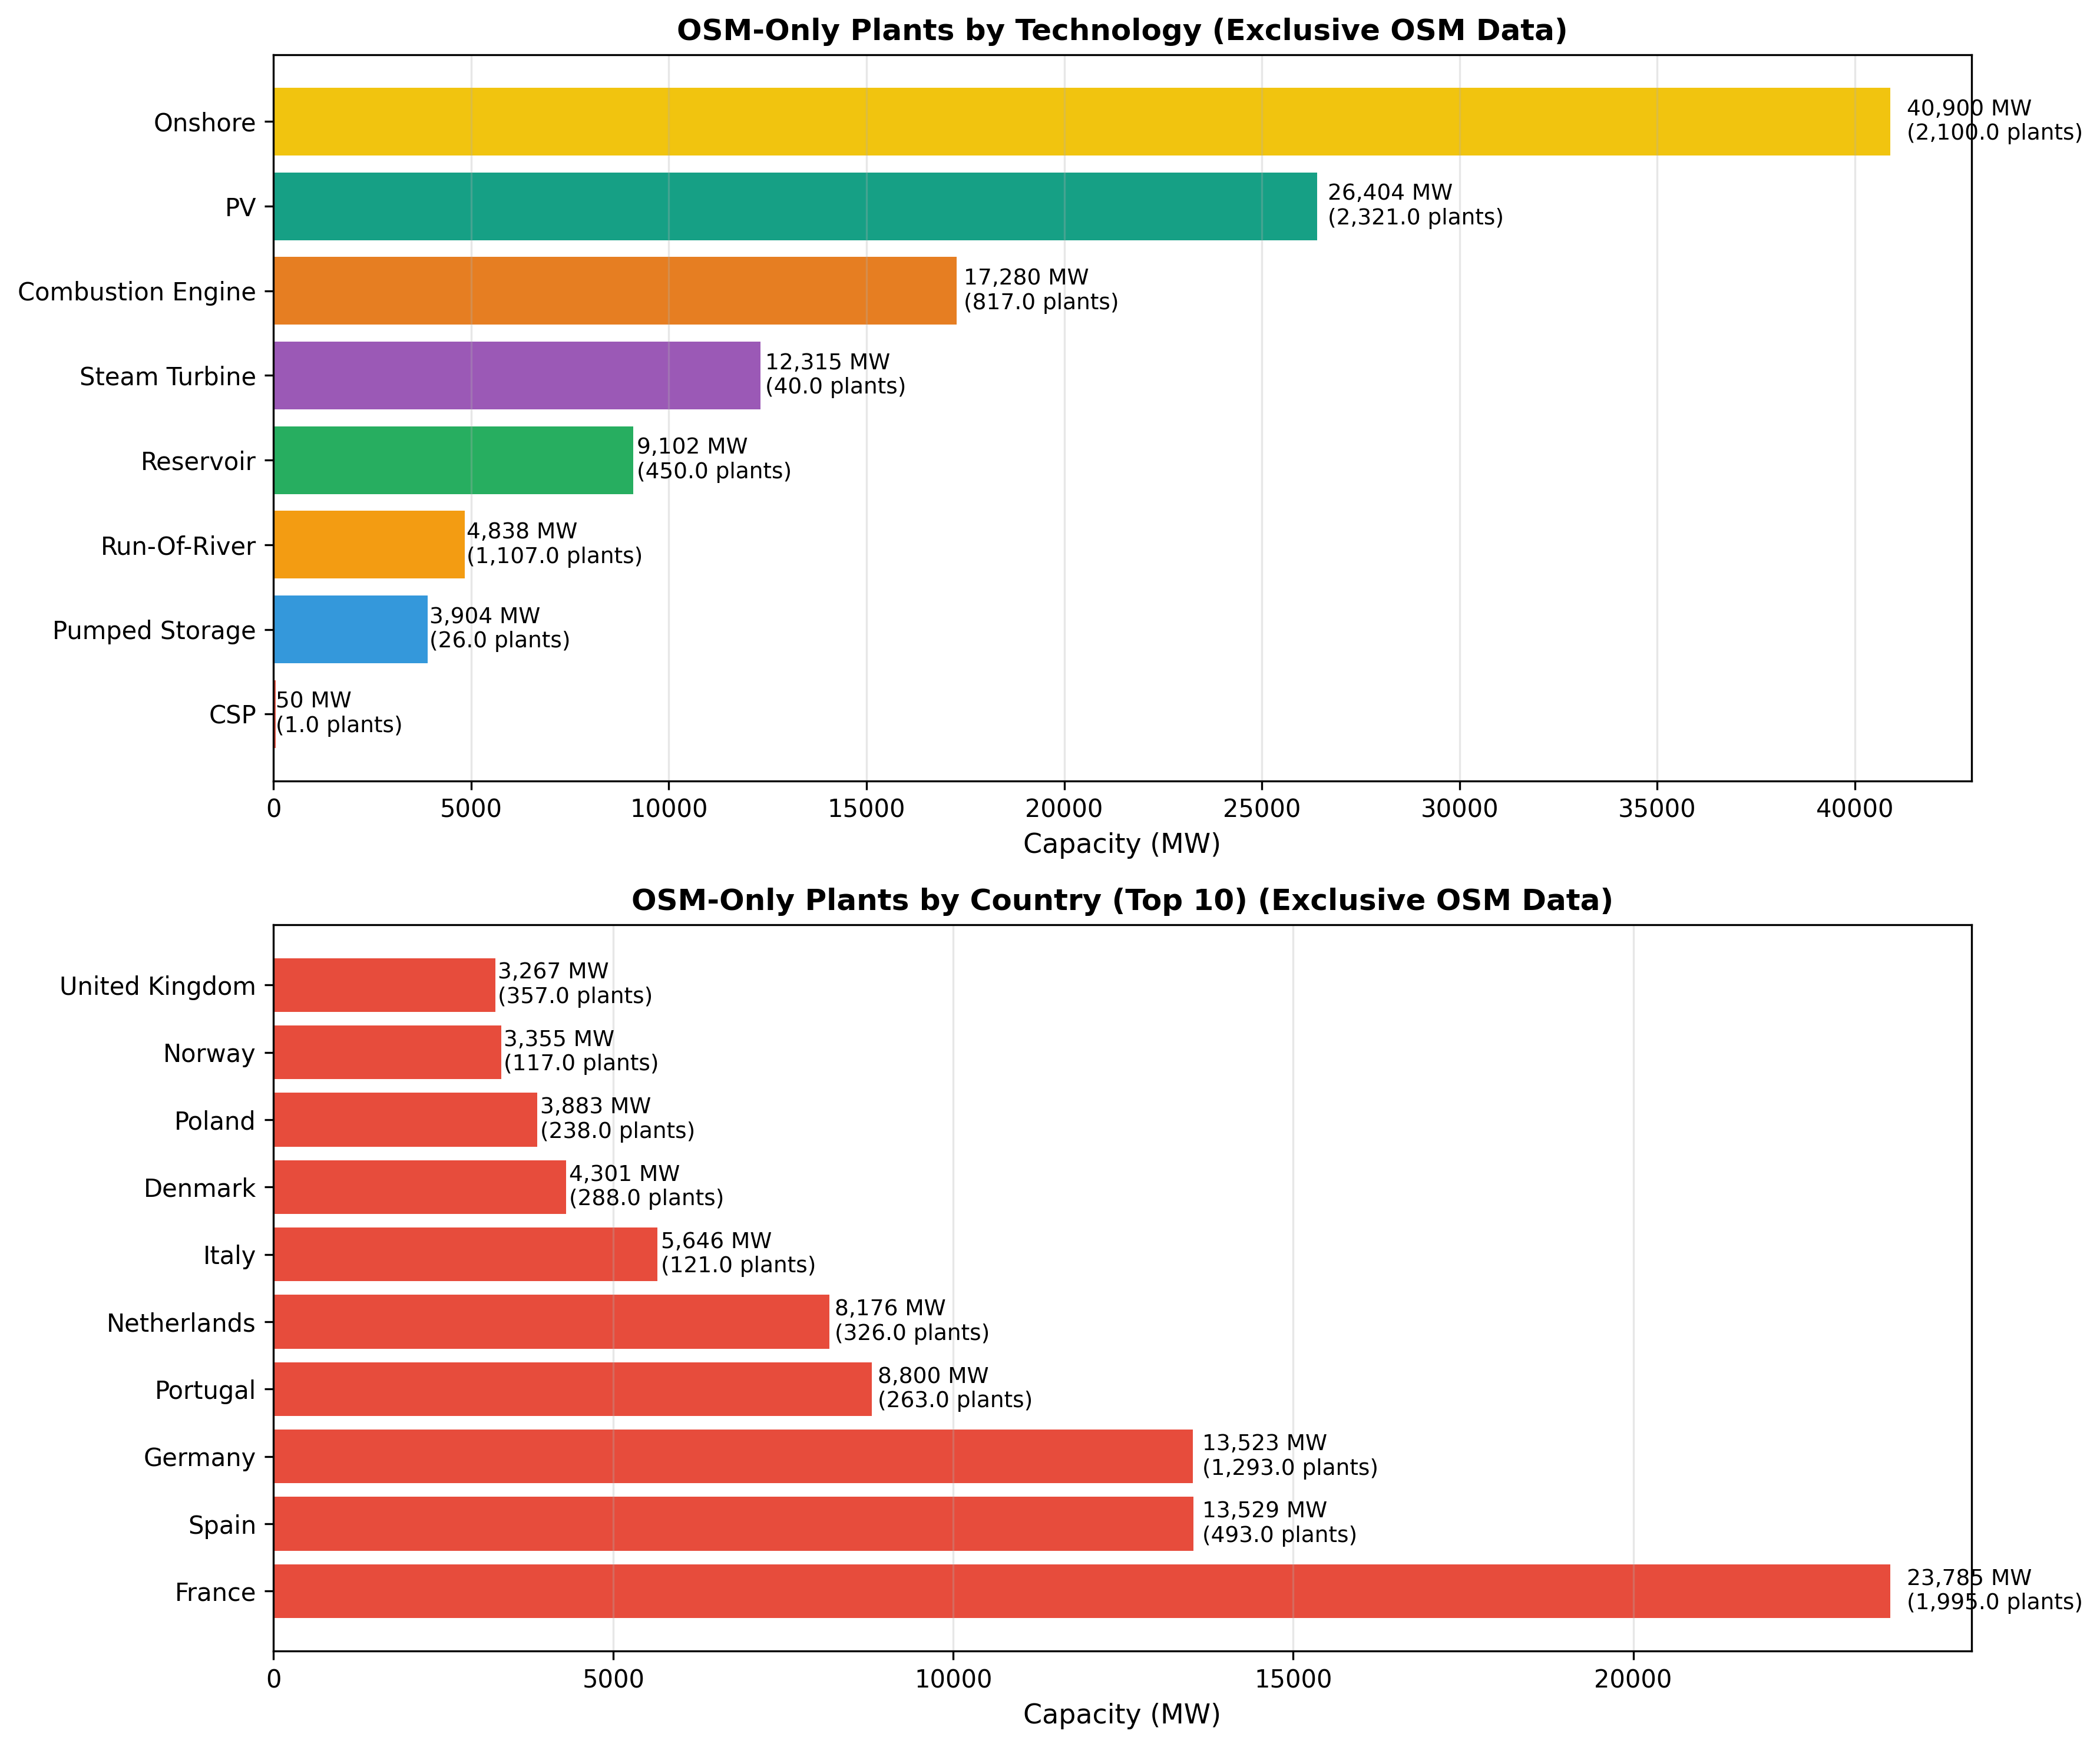 OSM-Only Plants by Technology (Exclusive OSM Data)
Onshore
40,900 MW
(2,100.0 plants)
PV
26,404 MW
(2,321.0 plants)
Combustion Engine
17,280 MW
(817.0 plants)
Steam Turbine
12,315 MW
(40.0 plants)
Reservoir
9,102 MW
(450.0 plants)
Run-Of-River
4,838 MW
(1,107.0 plants)
Pumped Storage
3,904 MW
(26.0 plants)
CSP
50 MW
(1.0 plants)
0 5000 10000 15000 20000 25000 30000 35000 40000
Capacity (MW)
OSM-Only Plants by Country (Top 10) (Exclusive OSM Data)
United Kingdom
3,267 MW
(357.0 plants)
Norway
3,355 MW
(117.0 plants)
Poland
3,883 MW
(238.0 plants)
Denmark
4,301 MW
(288.0 plants)
Italy
5,646 MW
(121.0 plants)
Netherlands
8,176 MW
(326.0 plants)
Portugal
8,800 MW
(263.0 plants)
Germany
13,523 MW
(1,293.0 plants)
Spain
13,529 MW
(493.0 plants)
France
23,785 MW
(1,995.0 plants)
0 5000 10000 15000 20000
Capacity (MW)